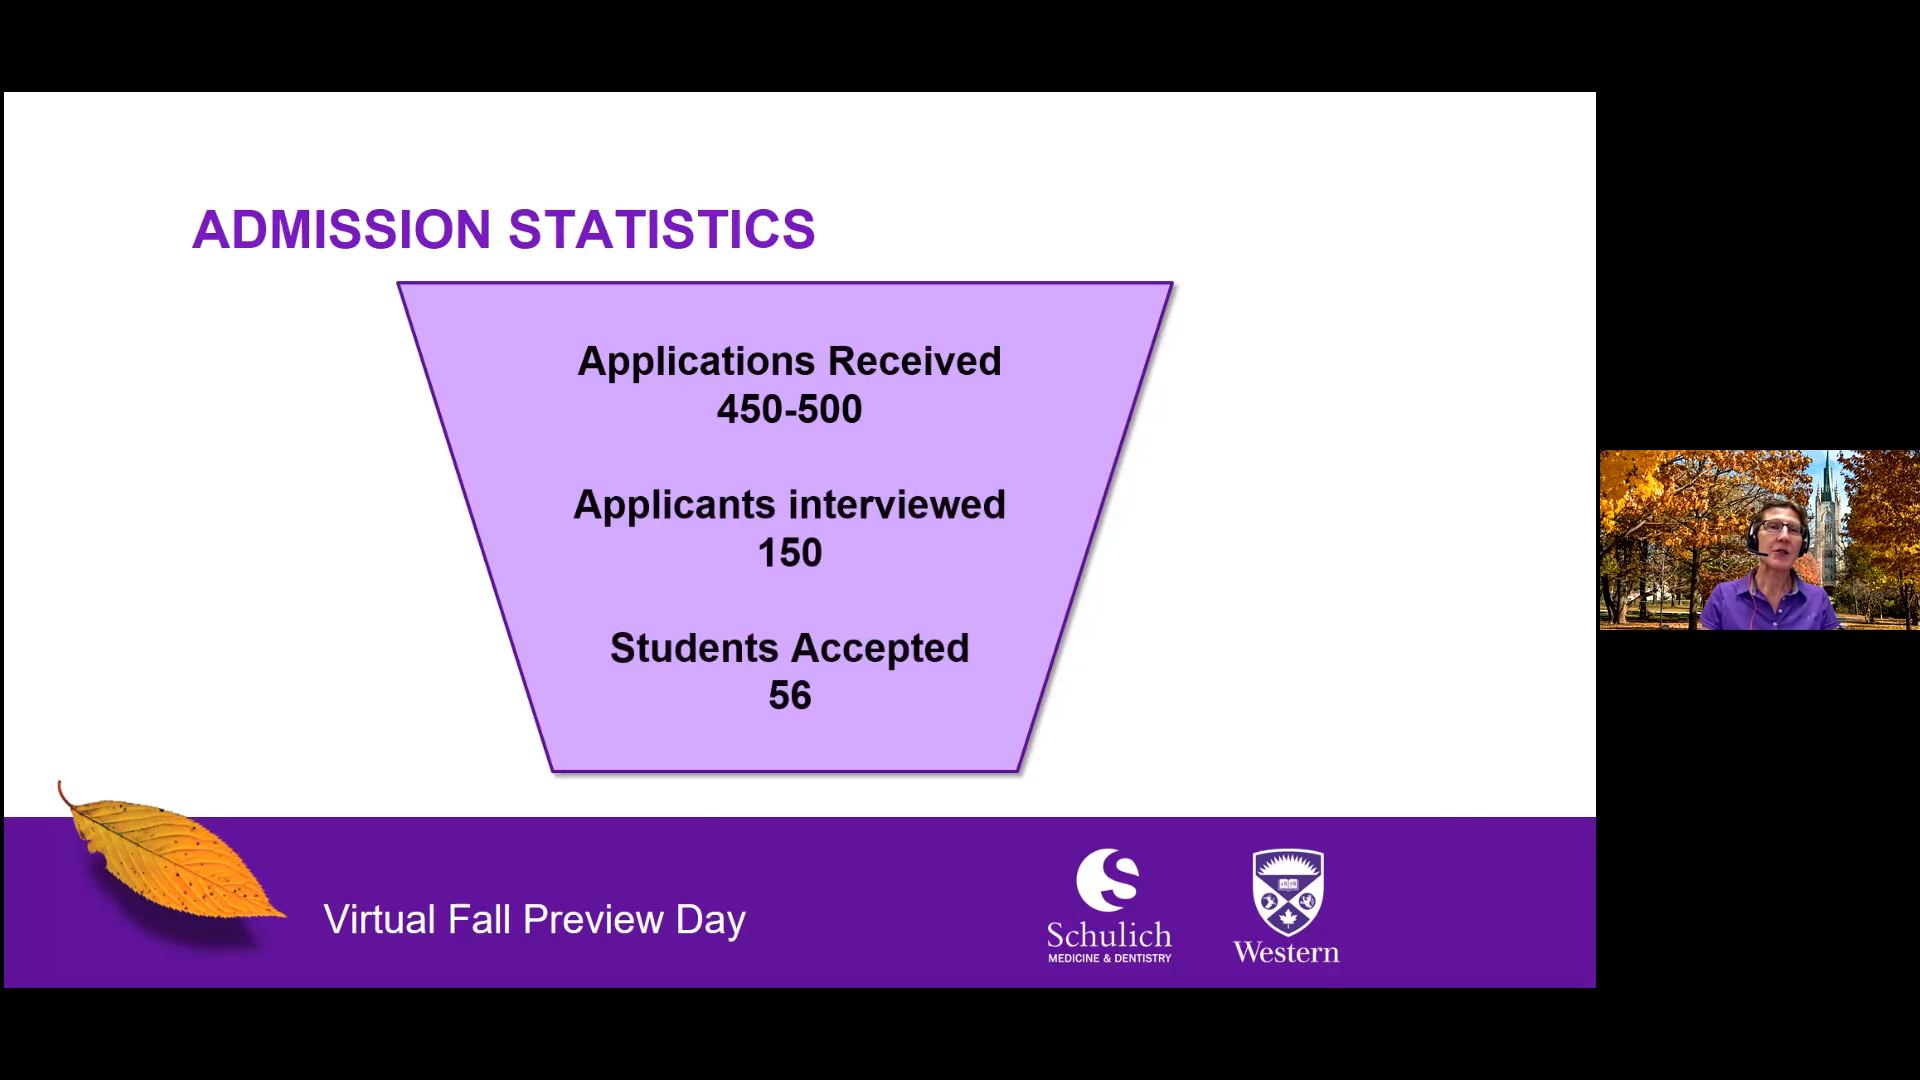 ADMISSION STATISTICS
Applications Received
450-500
Applicants interviewed
150
Students Accepted
56
Virtual Fall Preview Day
Schulich
MEDICINE & DENTISTRY
1878
Western